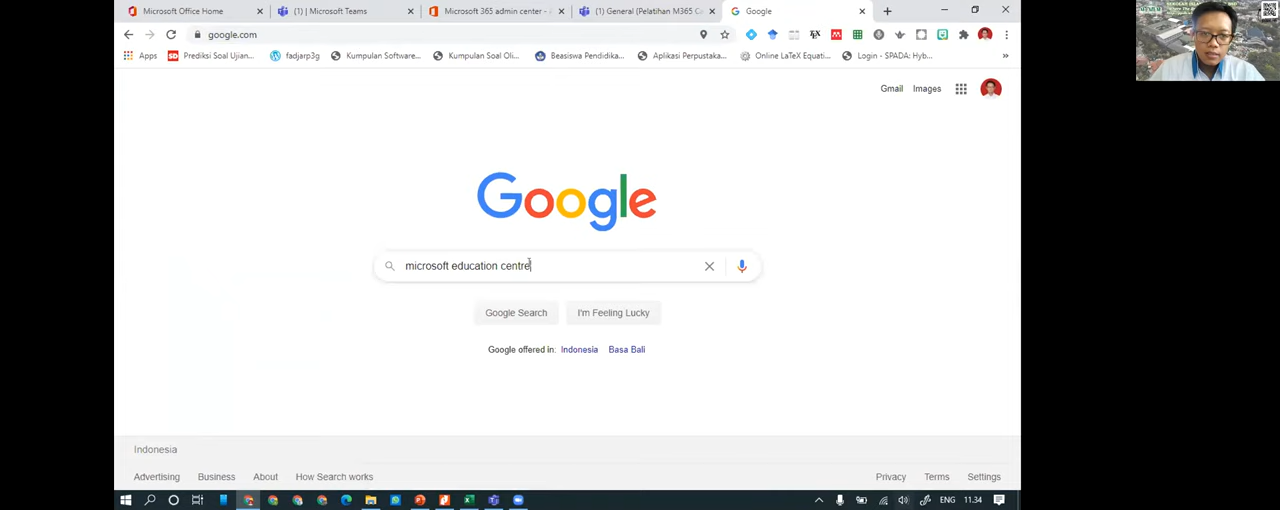 Microsoft Office Home
(1) | Microsoft Teams
Microsoft 365 admin center - A
(1) General (Pelatihan M365 Ce
Google
google.com
Apps
Prediksi Soal Ujian...
fadjarp3g
Kumpulan Software...
Kumpulan Soal Oli...
Beasiswa Pendidika...
Aplikasi Perpustaka...
Online LaTeX Equati...
Login - SPADA: Hyb...
»
Gmail
Images
Google
microsoft education centre
Google Search
I'm Feeling Lucky
Google offered in: Indonesia Basa Bali
Indonesia
Advertising
Business
About
How Search works
Privacy
Terms
Settings
ENG
11.34